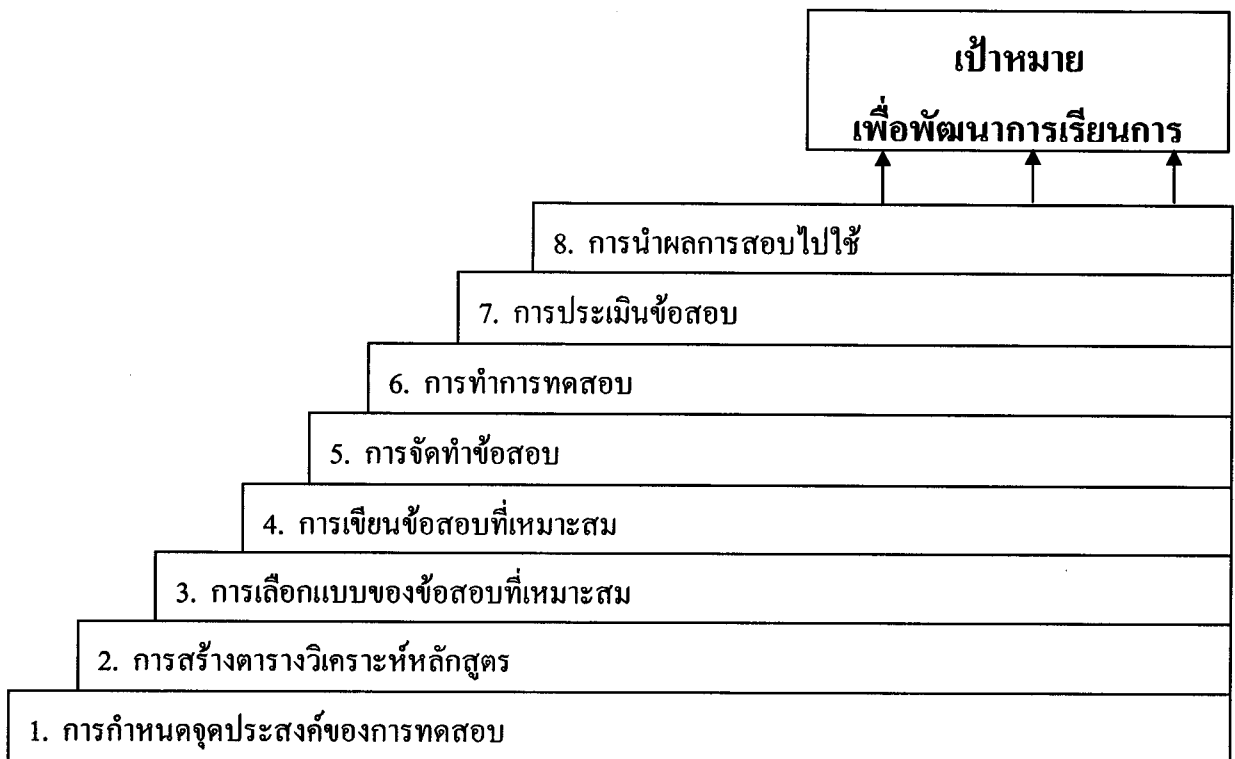 เป้าหมาย
เพื่อพัฒนาการเรียนการ
8. การนำผลการสอบไปใช้
7. การประเมินข้อสอบ
6. การทำการทดสอบ
5. การจัดทำข้อสอบ
4. การเขียนข้อสอบที่เหมาะสม
3. การเลือกแบบของข้อสอบที่เหมาะสม
2. การสร้างตารางวิเคราะห์หลักสูตร
1. การกำหนดจุดประสงค์ของการทดสอบ